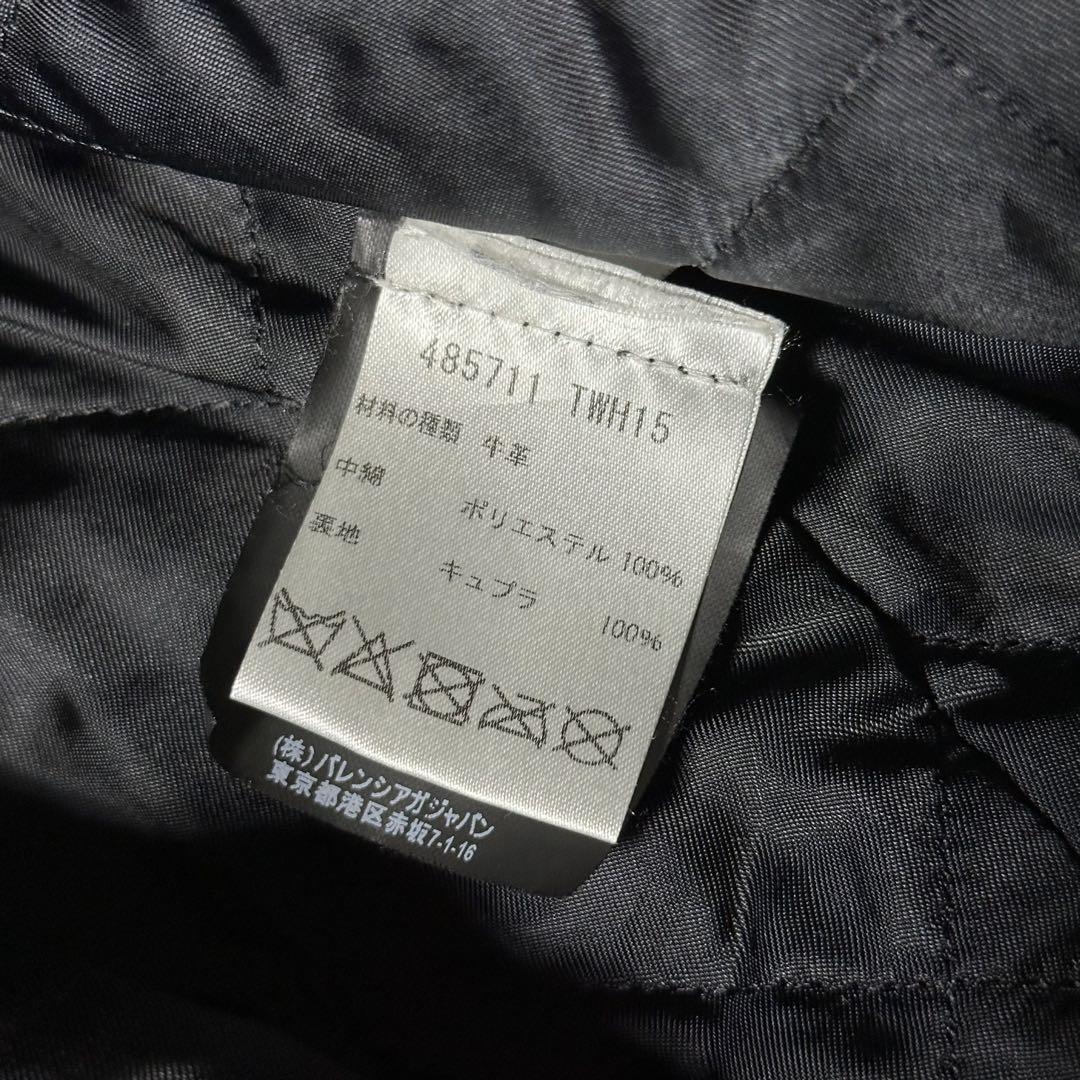 485711 TWH15
材料の種類 牛革
中綿 ポリエステル 100%
裏地 キュプラ 100%
(株)バレンシアガジャパン
東京都港区赤坂7-1-16